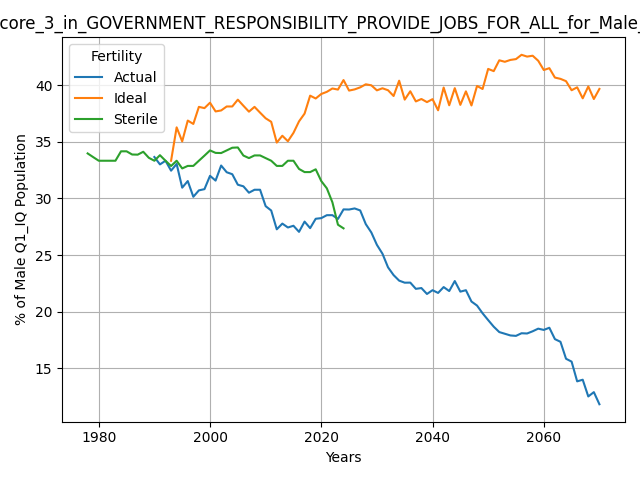 core_3_in_GOVERNMENT_RESPONSIBILITY_PROVIDE_JOBS_FOR_ALL_for_Male_
Fertility
Actual
Ideal
Sterile
% of Male Q1_IQ Population
40
35
30
25
20
15
1980
2000
2020
2040
2060
Years